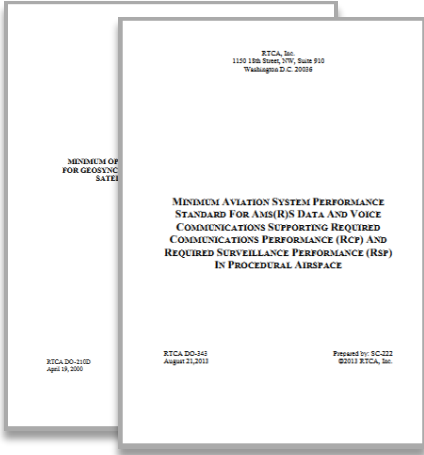 MINIMUM OP
FOR GEOSYNC
SATEL
RTCA DO-210D
April 19, 2000
RTCA, Inc.
1150 18th Street, NW, Suite 910
Washington D.C. 20036
MINIMUM AVIATION SYSTEM PERFORMANCE
STANDARD FOR AMS(R)S DATA AND VOICE
COMMUNICATIONS SUPPORTING REQUIRED
COMMUNICATIONS PERFORMANCE (RCP) AND
REQUIRED SURVEILLANCE PERFORMANCE (RSP)
IN PROCEDURAL AIRSPACE
RTCA DO-343
August 21,2013
Prepared by: SC-222
©2013 RTCA, Inc.